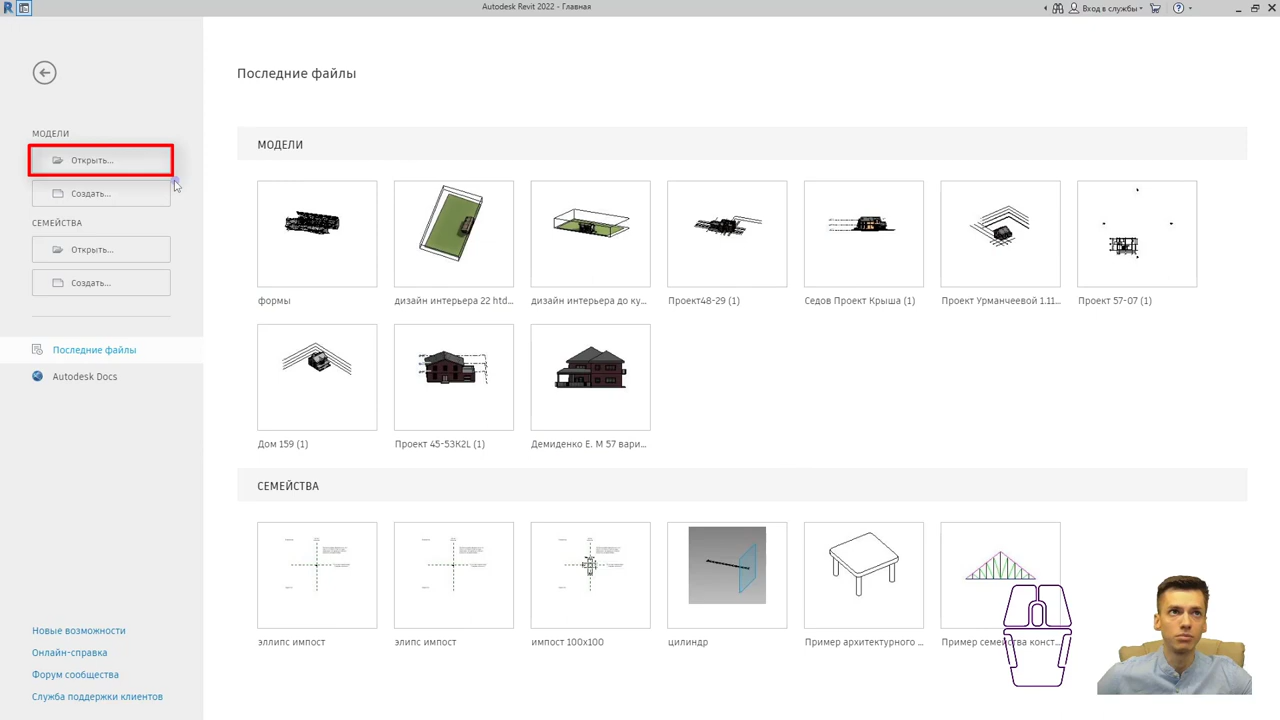 Autodesk Revit 2022 - Главная
Вход в службы
Последние файлы
МОДЕЛИ
Открыть...
Создать...
СЕМЕЙСТВА
Открыть...
Создать...
Последние файлы
Autodesk Docs
Новые возможности
Онлайн-справка
Форум сообщества
Служба поддержки клиентов
МОДЕЛИ
формы
дизайн интерьера 22 htd...
дизайн интерьера до ку...
Проект48-29 (1)
Седов Проект Крыша (1)
Проект Урманчеевой 1.11...
Проект 57-07 (1)
Дом 159 (1)
Проект 45-53K2L (1)
Демиденко Е. М 57 вари...
СЕМЕЙСТВА
эллипс импост
элипс импост
импост 100x100
цилиндр
Пример архитектурного ...
Пример семейства конст...